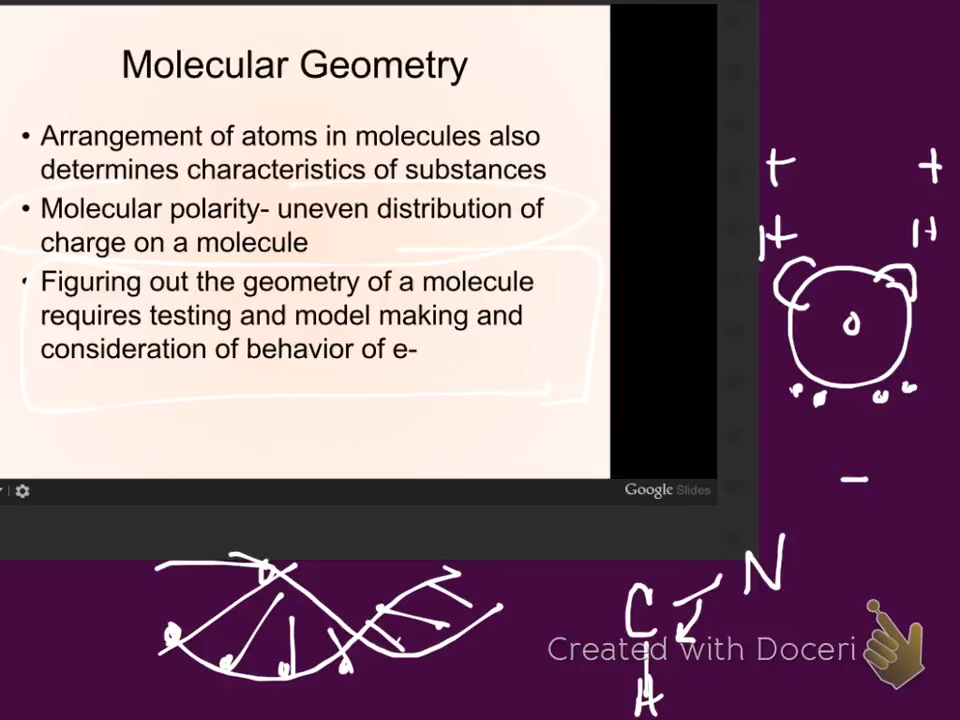 Molecular Geometry
• Arrangement of atoms in molecules also
determines characteristics of substances
• Molecular polarity- uneven distribution of
charge on a molecule
• Figuring out the geometry of a molecule
requires testing and model making and
consideration of behavior of e-
Google Slides
+ +
H H
O
-
N
C
H
Created with Doceri